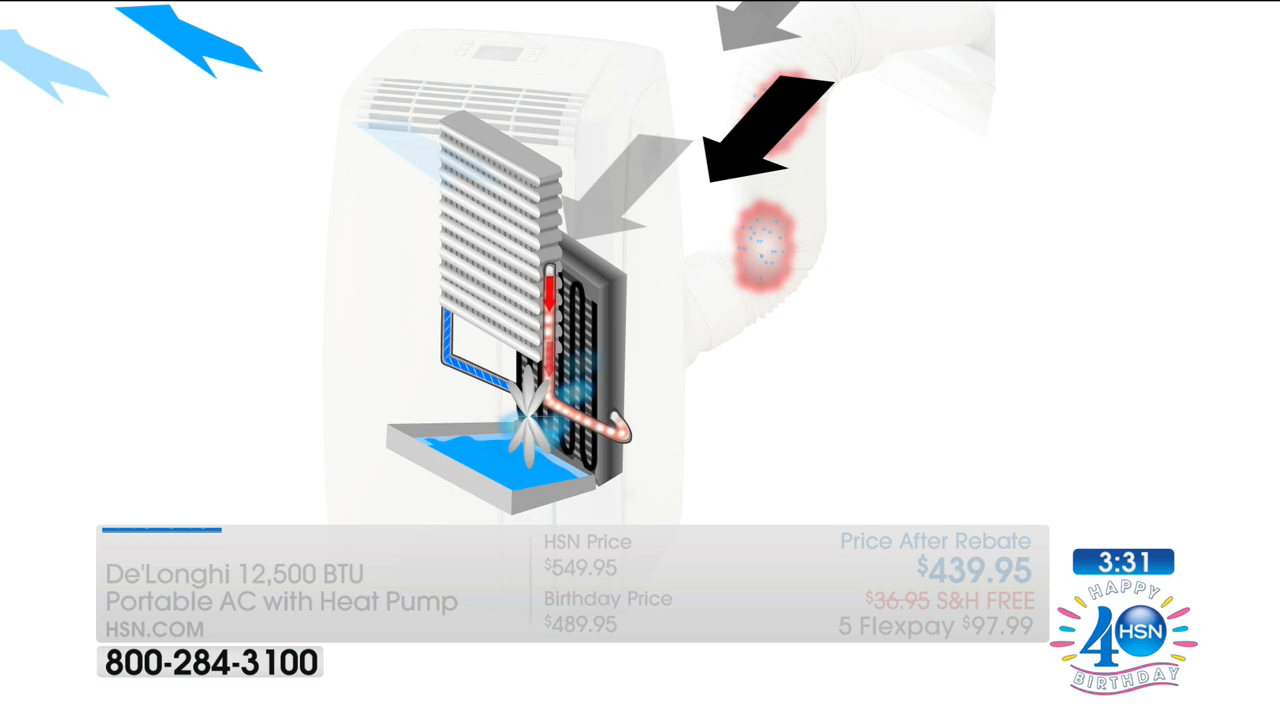 De'Longhi 12,500 BTU
Portable AC with Heat Pump
HSN.COM
HSN Price
$549.95
Birthday Price
$489.95
Price After Rebate
$439.95
$36.95 S&H FREE
5 Flexpay $97.99
800-284-3100
3:31
HAPPY
40 HSN
BIRTHDAY